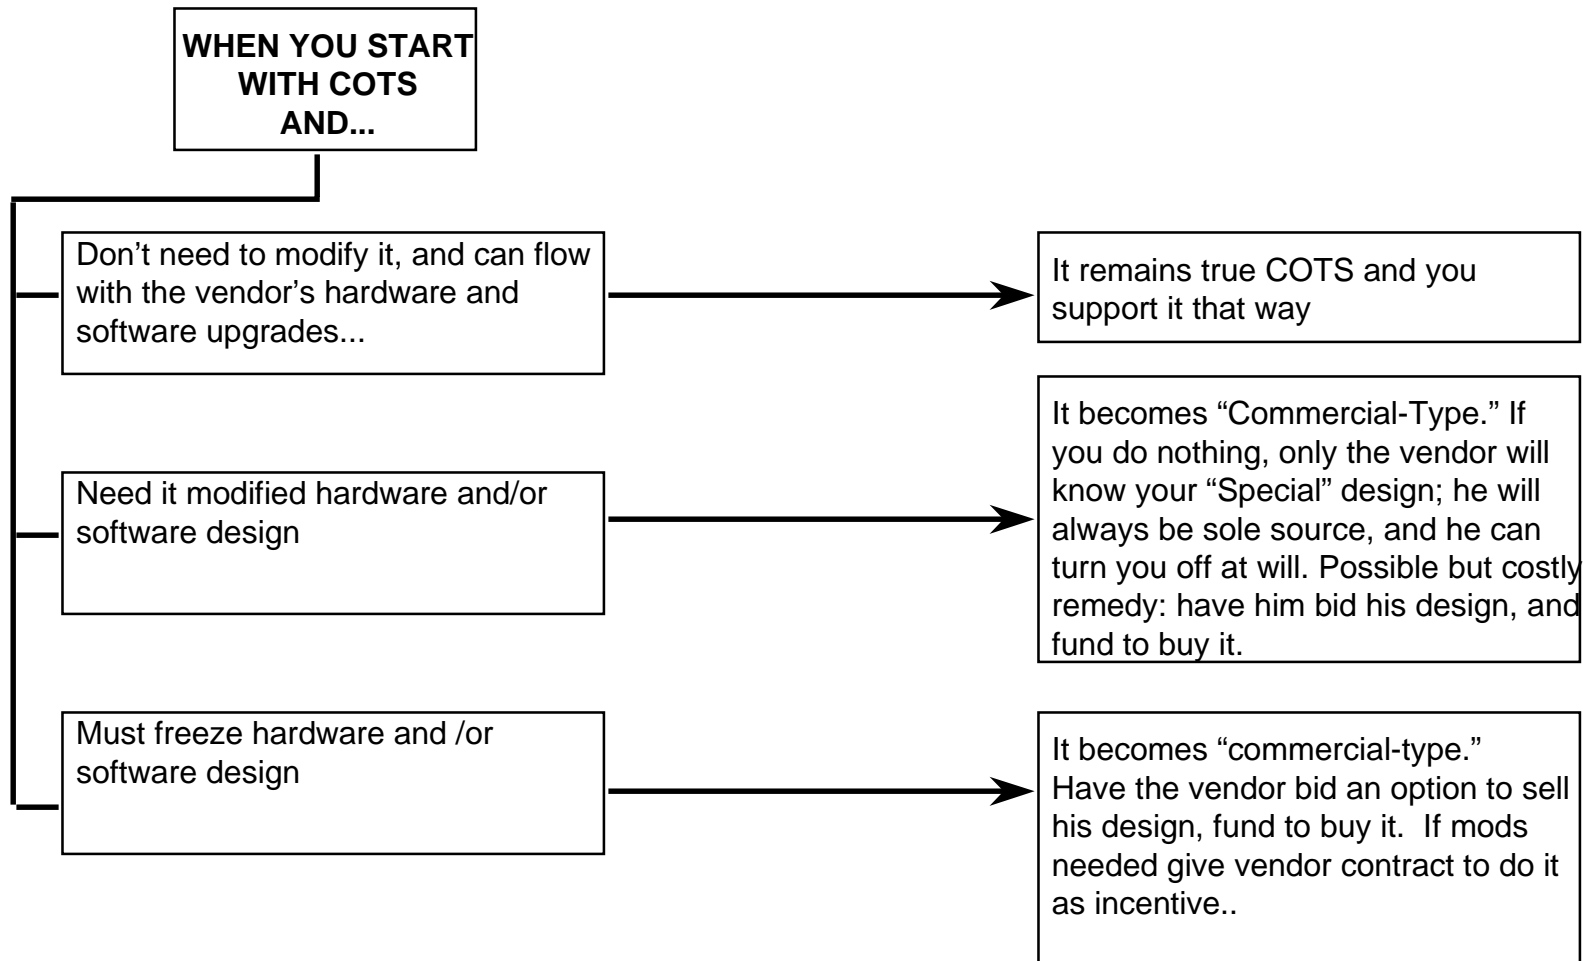 WHEN YOU START
WITH COTS
AND...
Don’t need to modify it, and can flow
with the vendor’s hardware and
software upgrades...
It remains true COTS and you
support it that way
Need it modified hardware and/or
software design
It becomes “Commercial-Type.” If
you do nothing, only the vendor will
know your “Special” design; he will
always be sole source, and he can
turn you off at will. Possible but costly
remedy: have him bid his design, and
fund to buy it.
Must freeze hardware and /or
software design
It becomes “commercial-type.”
Have the vendor bid an option to sell
his design, fund to buy it.  If mods
needed give vendor contract to do it
as incentive..